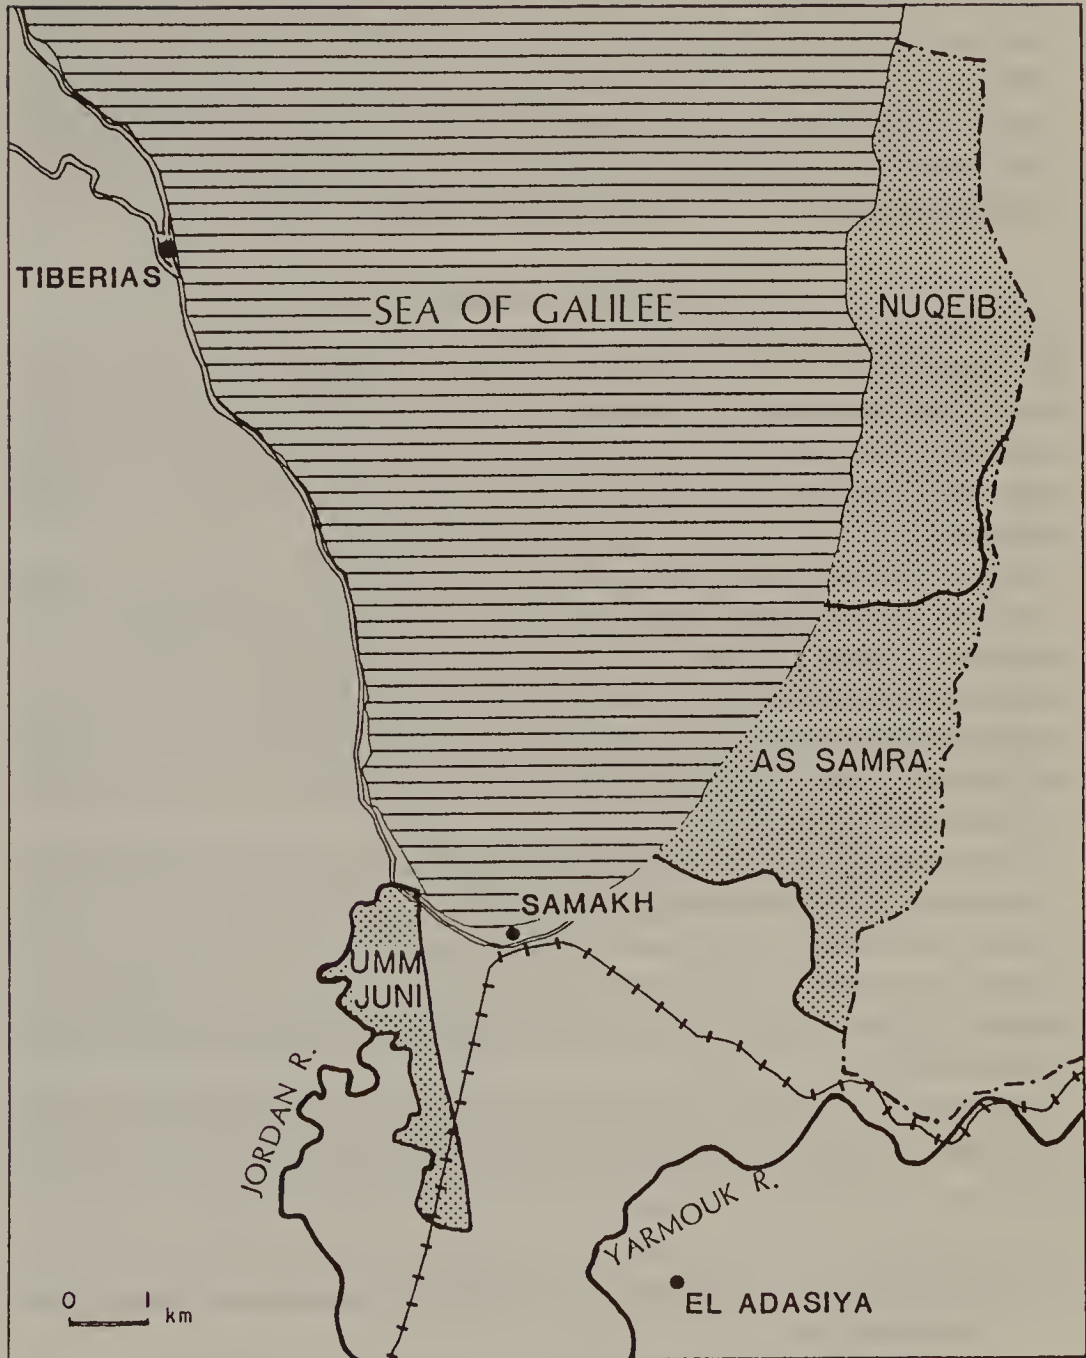 TIBERIAS
SEA OF GALILEE
NUQEIB
AS SAMRA
SAMAKH
UMM
JUNI
JORDAN R.
YARMOUK R.
EL ADASIYA
0 1 km